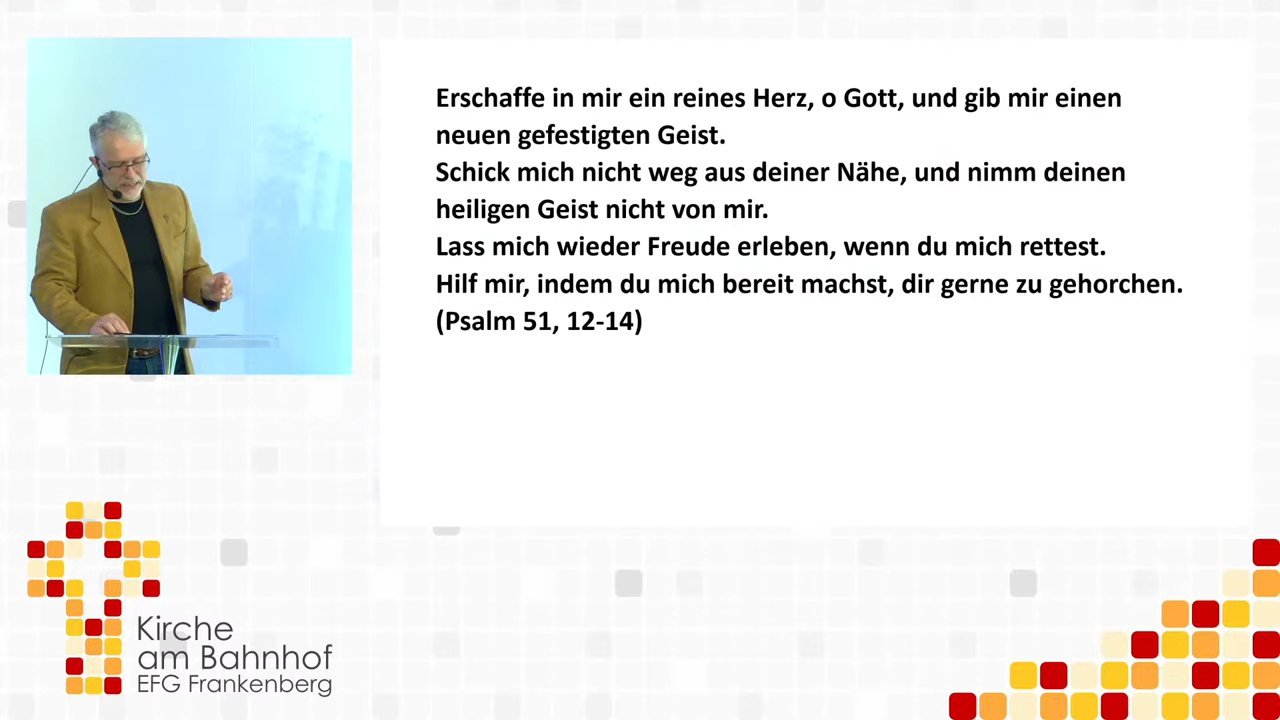 Erschaffe in mir ein reines Herz, o Gott, und gib mir einen
neuen gefestigten Geist.
Schick mich nicht weg aus deiner Nähe, und nimm deinen
heiligen Geist nicht von mir.
Lass mich wieder Freude erleben, wenn du mich rettest.
Hilf mir, indem du mich bereit machst, dir gerne zu gehorchen.
(Psalm 51, 12-14)
Kirche
am Bahnhof
EFG Frankenberg